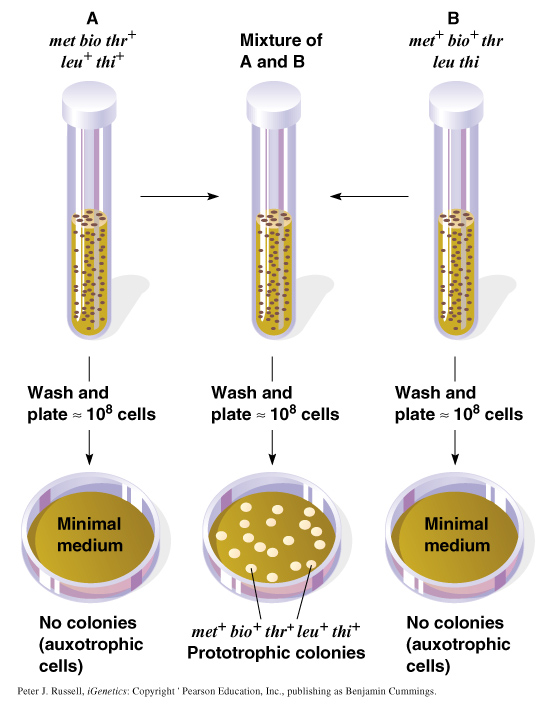 A
met bio thr⁺
leu⁺ thi⁺
Mixture of
A and B
B
met⁺ bio⁺ thr
leu thi
Wash and
plate ≈ 10⁸ cells
Wash and
plate ≈ 10⁸ cells
Wash and
plate ≈ 10⁸ cells
Minimal
medium
Minimal
medium
No colonies
(auxotrophic
cells)
met⁺ bio⁺ thr⁺ leu⁺ thi⁺
Prototrophic colonies
No colonies
(auxotrophic
cells)
Peter J. Russell, iGenetics: Copyright ' Pearson Education, Inc., publishing as Benjamin Cummings.